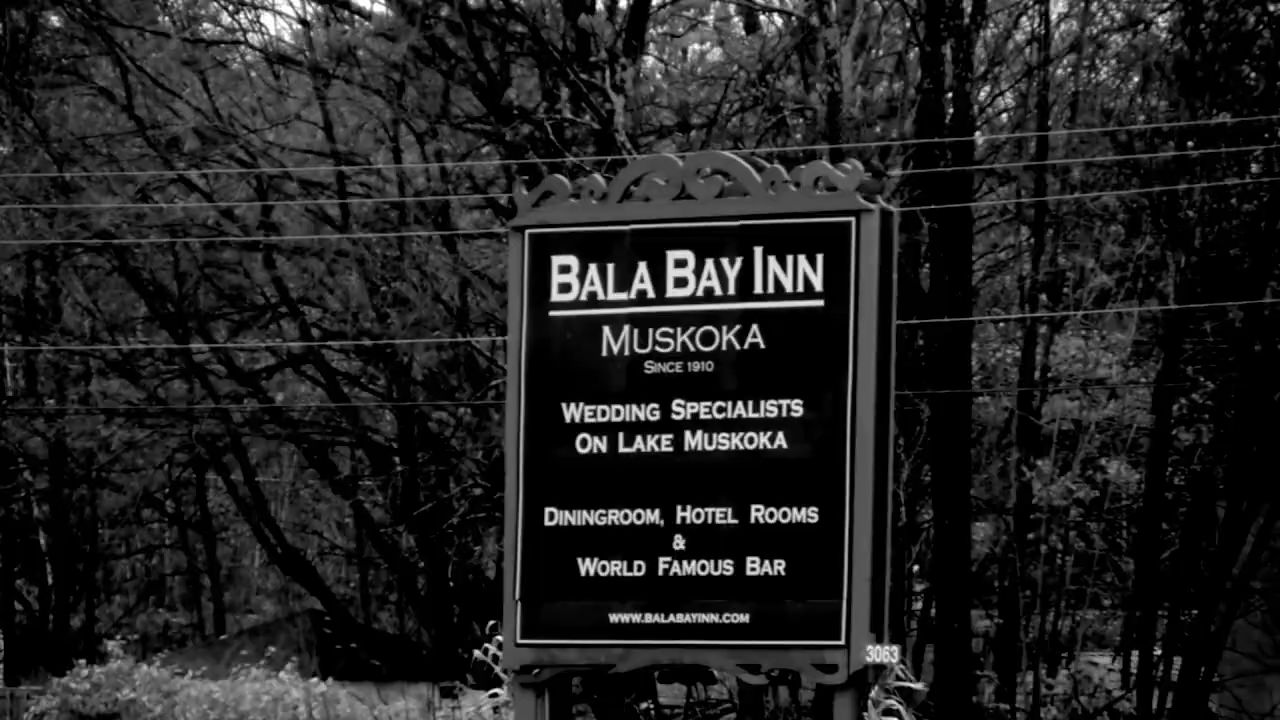 BALA BAY INN
MUSKOKA
SINCE 1910
WEDDING SPECIALISTS
ON LAKE MUSKOKA
DININGROOM, HOTEL ROOMS
&
WORLD FAMOUS BAR
WWW.BALABAYINN.COM
3063